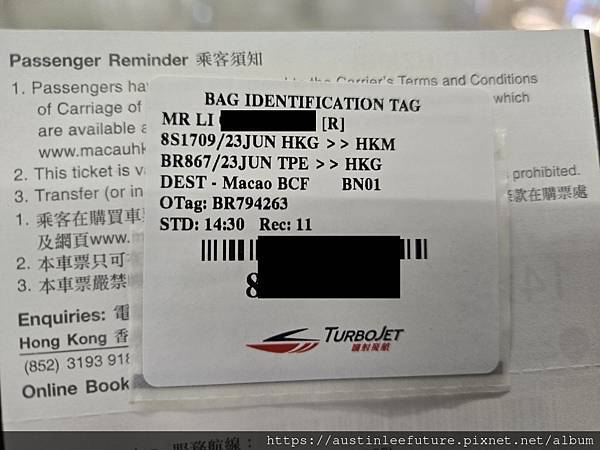 Passenger Reminder 乘客須知
1. Passengers the Carrier's Terms and Conditions
of Carriage of which
are available a
www.macauhk
2. This ticket is prohibited.
3. Transfer (or in 款在購票處
1. 乘客在購買車
及網頁www.
2. 本車票只可
3. 本車票嚴禁
Enquiries: 電
Hong Kong 香
(852) 3193 918
Online Book
服務航線：
BAG IDENTIFICATION TAG
MR LI [R]
8S1709/23JUN HKG >> HKM
BR867/23JUN TPE >> HKG
DEST - Macao BCF BN01
OTag: BR794263
STD: 14:30 Rec: 11
8
TURBOJET
噴射飛航
https://austinleefuture.pixnet.net/album